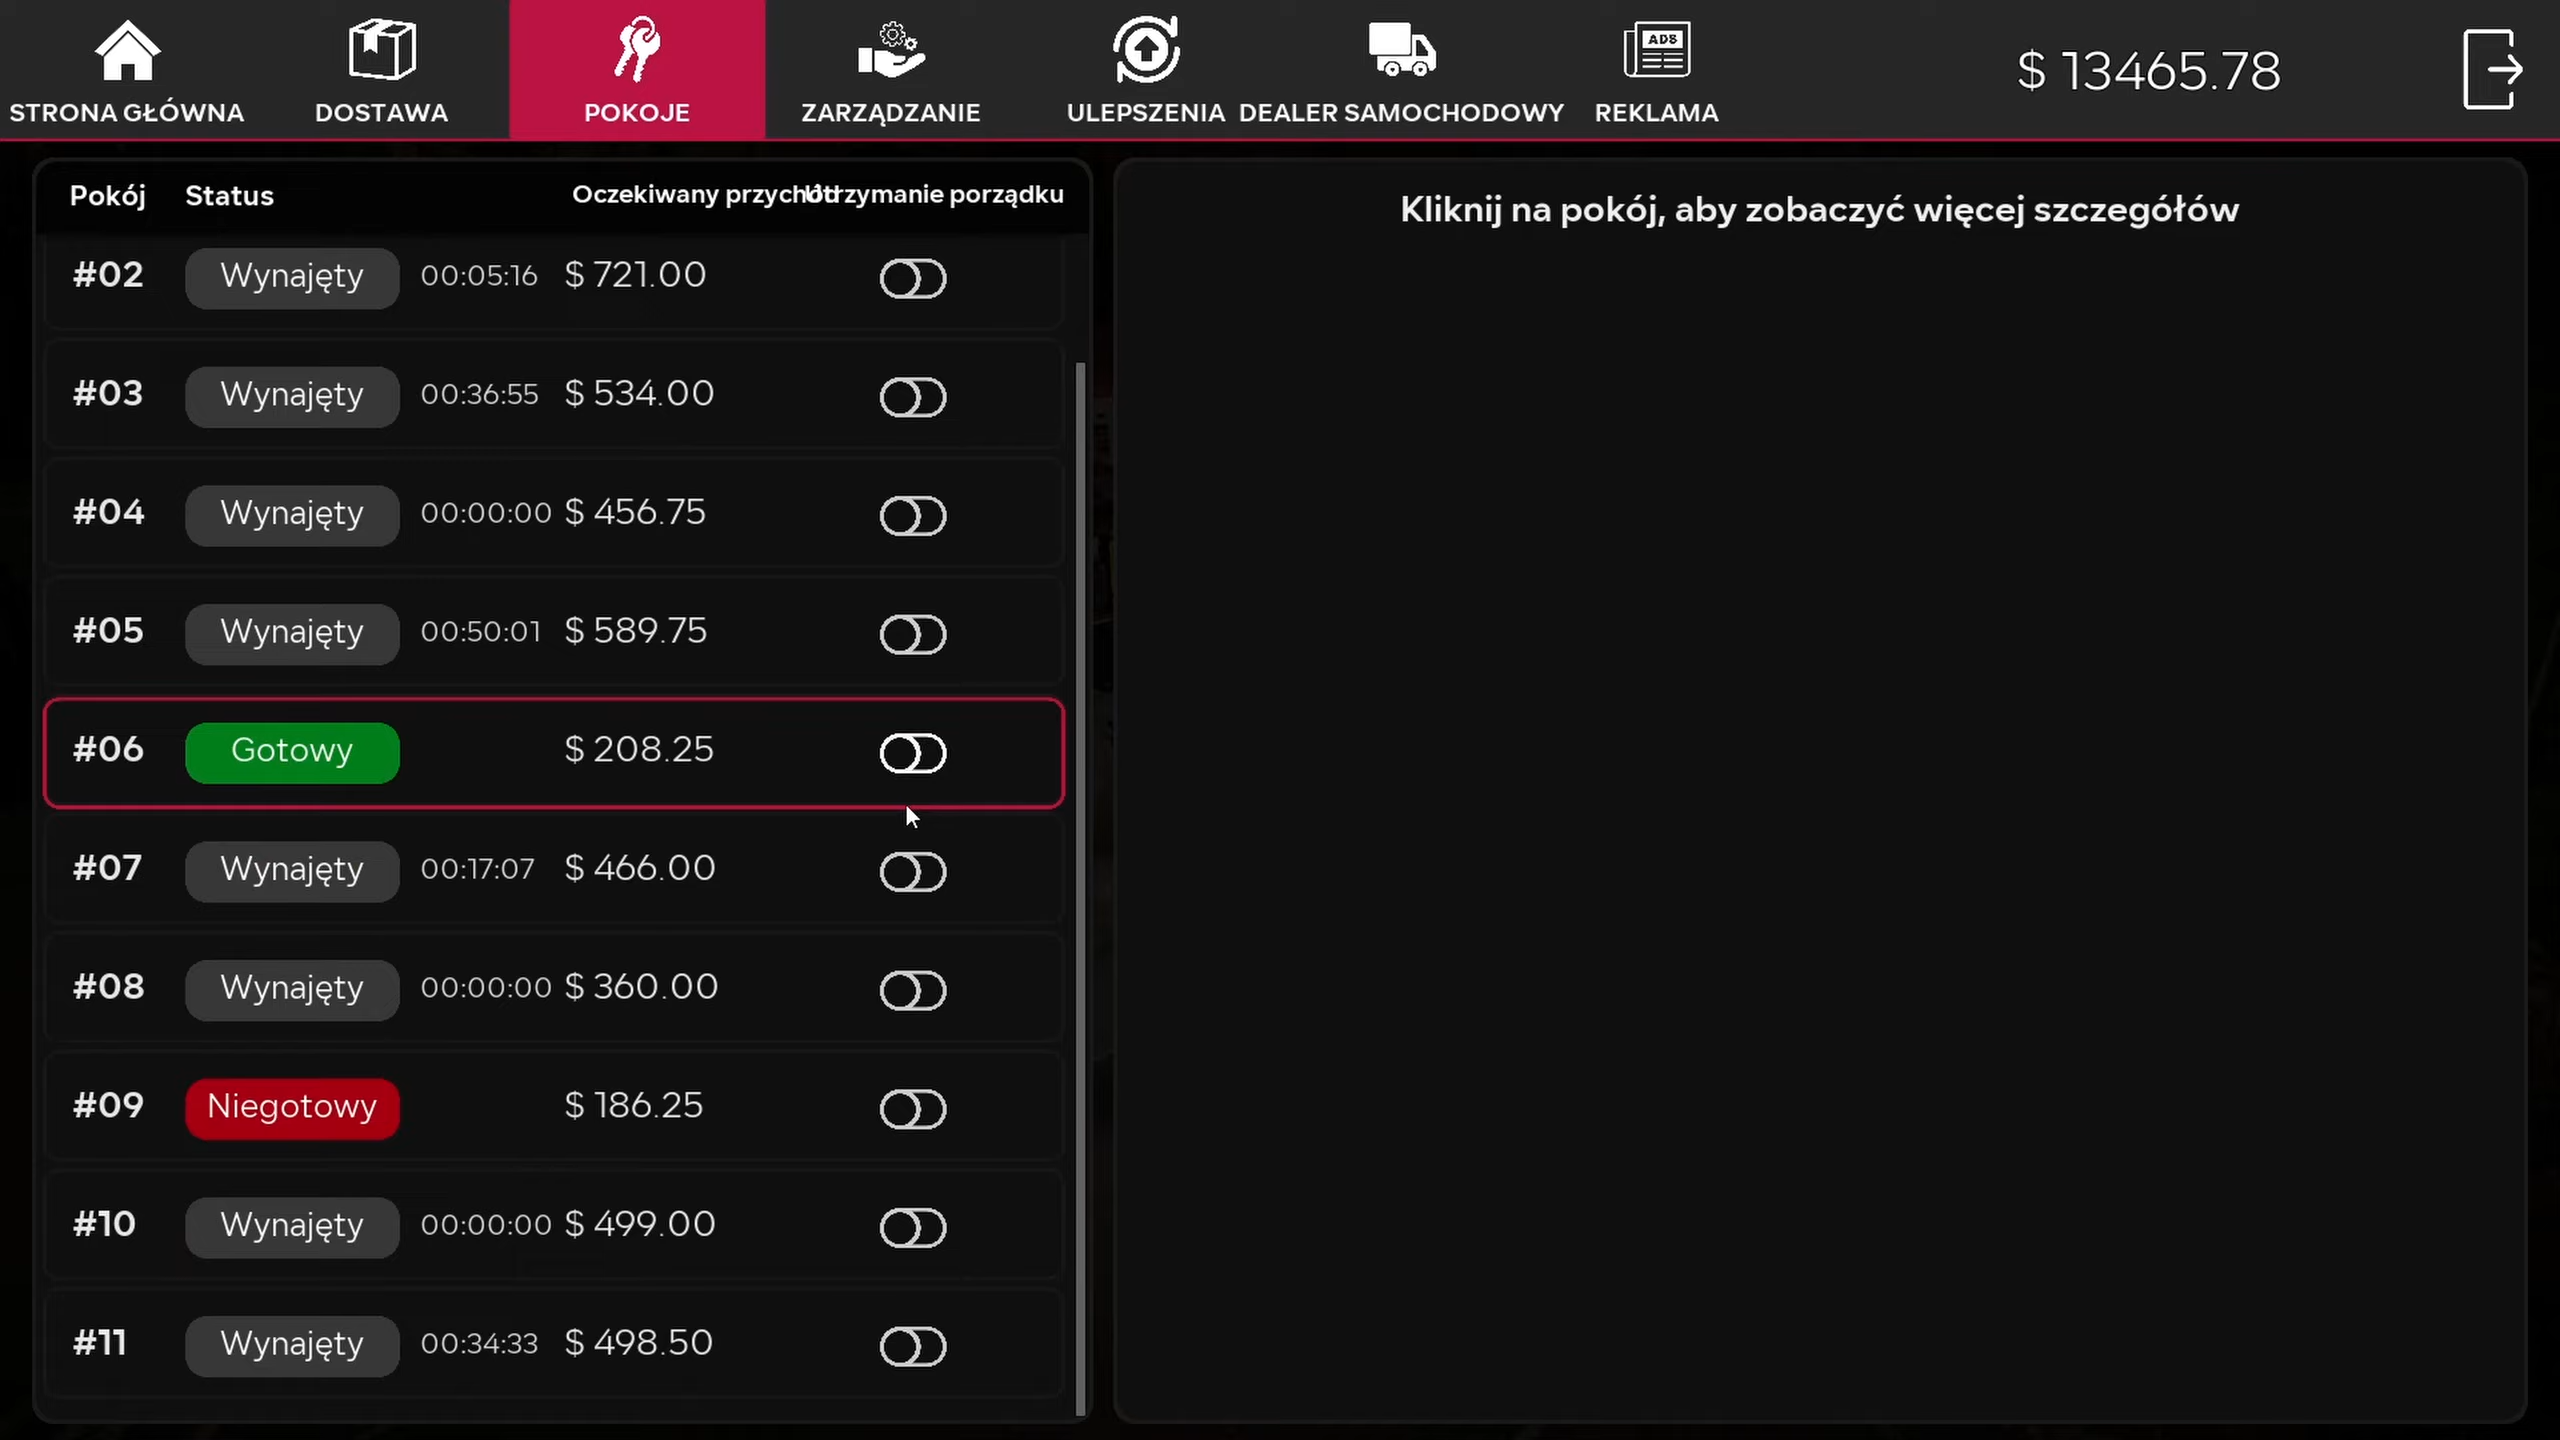 STRONA GŁÓWNA DOSTAWA POKOJE ZARZĄDZANIE ULEPSZENIA DEALER SAMOCHODOWY ADS REKLAMA $ 13465.78
Pokój Status Oczekiwany przychód Utrzymanie porządku
#02 Wynajęty 00:05:16 $ 721.00
#03 Wynajęty 00:36:55 $ 534.00
#04 Wynajęty 00:00:00 $ 456.75
#05 Wynajęty 00:50:01 $ 589.75
#06 Gotowy $ 208.25
#07 Wynajęty 00:17:07 $ 466.00
#08 Wynajęty 00:00:00 $ 360.00
#09 Niegotowy $ 186.25
#10 Wynajęty 00:00:00 $ 499.00
#11 Wynajęty 00:34:33 $ 498.50
Kliknij na pokój, aby zobaczyć więcej szczegółów